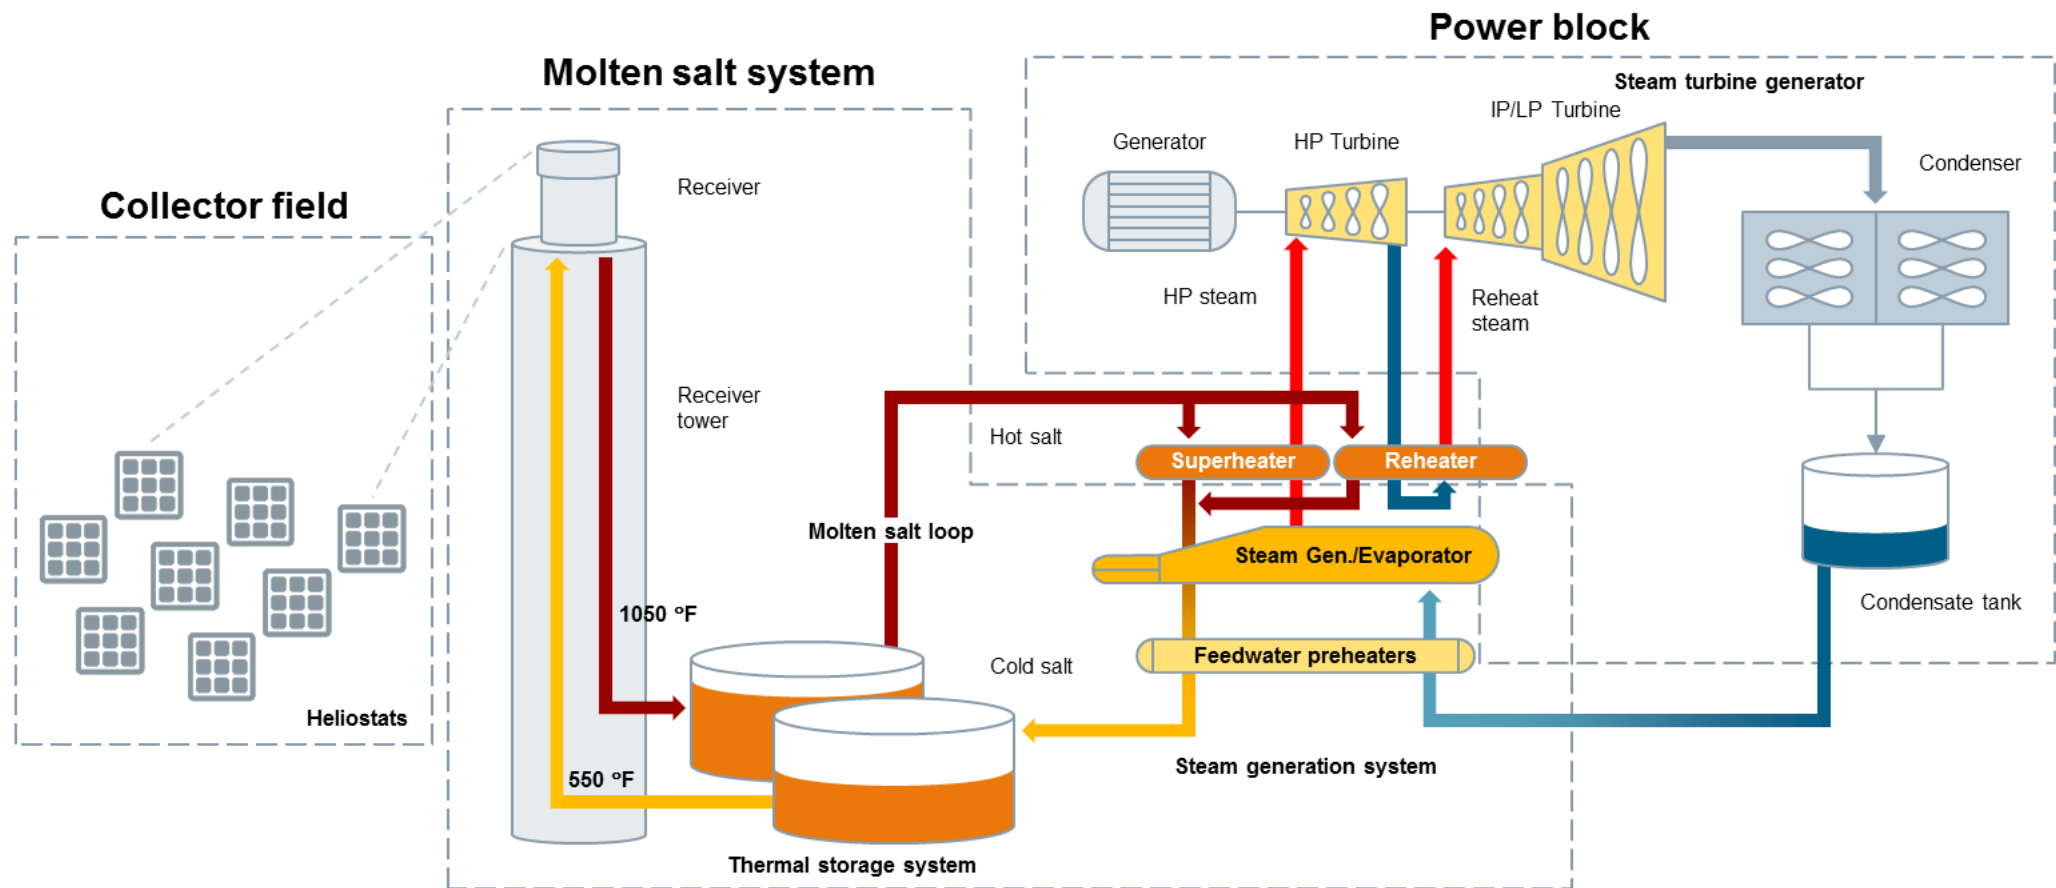 Power block
Molten salt system
Collector field
Steam turbine generator
IP/LP Turbine
Generator
HP Turbine
Condenser
Receiver
HP steam
Reheat
steam
Receiver
tower
Hot salt
Superheater
Reheater
Molten salt loop
Steam Gen./Evaporator
1050 °F
Condensate tank
Feedwater preheaters
Cold salt
Heliostats
550 °F
Steam generation system
Thermal storage system